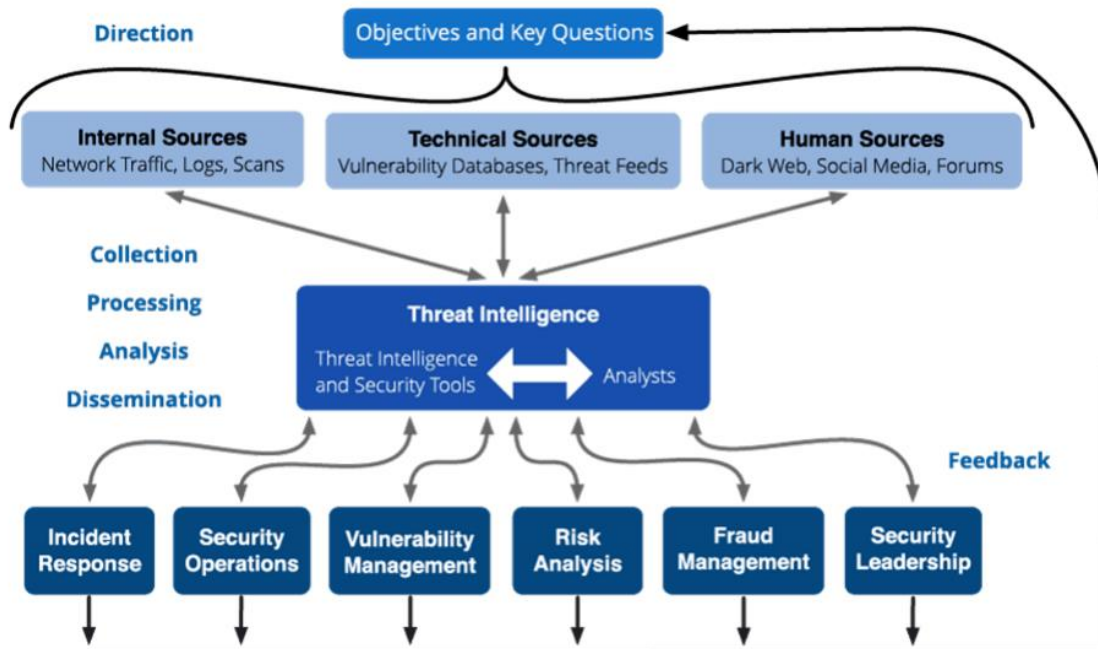 Direction
Objectives and Key Questions
Internal Sources
Network Traffic, Logs, Scans
Technical Sources
Vulnerability Databases, Threat Feeds
Human Sources
Dark Web, Social Media, Forums
Collection
Processing
Analysis
Dissemination
Threat Intelligence
Threat Intelligence
and Security Tools
Analysts
Feedback
Incident
Response
Security
Operations
Vulnerability
Management
Risk
Analysis
Fraud
Management
Security
Leadership